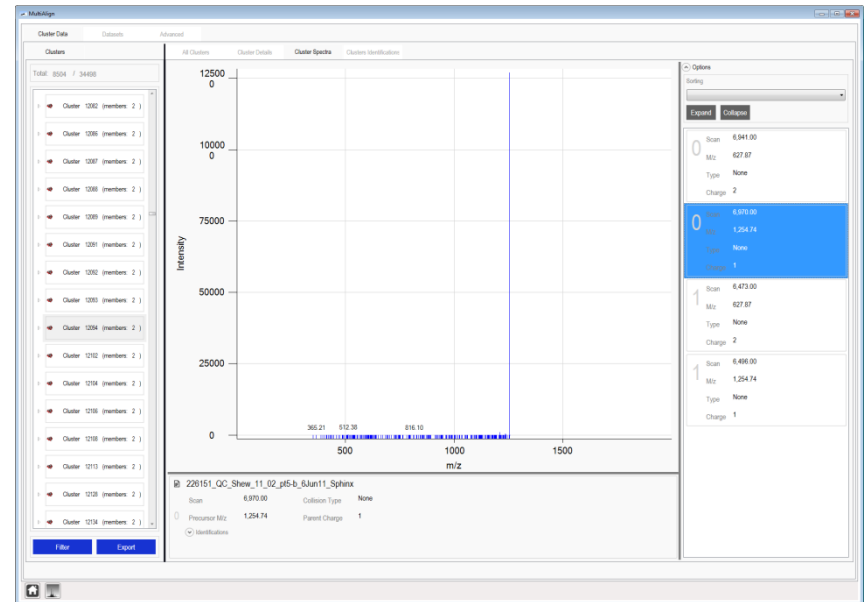 MultiAlign
Cluster Data Datasets Advanced
Clusters
Total: 8504 / 34498
Cluster 12082 (members: 2 )
Cluster 12086 (members: 2 )
Cluster 12087 (members: 2 )
Cluster 12088 (members: 2 )
Cluster 12089 (members: 2 )
Cluster 12091 (members: 2 )
Cluster 12092 (members: 2 )
Cluster 12093 (members: 2 )
Cluster 12094 (members: 2 )
Cluster 12102 (members: 2 )
Cluster 12104 (members: 2 )
Cluster 12106 (members: 2 )
Cluster 12108 (members: 2 )
Cluster 12113 (members: 2 )
Cluster 12128 (members: 2 )
Cluster 12134 (members: 2 )
Filter Export
All Clusters Cluster Details Cluster Spectra Clusters Identifications
12500
0
10000
0
75000
50000
25000
0
Intensity
365.21 512.38 816.10
500 1000 1500
m/z
226151_QC_Shew_11_02_pt5-b_6Jun11_Sphinx
Scan 6,970.00 Collision Type None
0 Precursor M/z 1,254.74 Parent Charge 1
Identifications
Options
Sorting
Expand Collapse
0
Scan 6,941.00
M/z 627.87
Type None
Charge 2
0
Scan 6,970.00
M/z 1,254.74
Type None
Charge 1
1
Scan 6,473.00
M/z 627.87
Type None
Charge 2
1
Scan 6,496.00
M/z 1,254.74
Type None
Charge 1